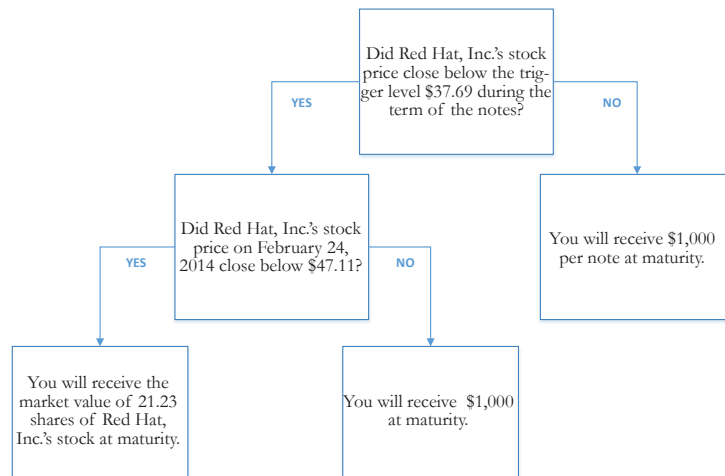 Did Red Hat, Inc.'s stock
price close below the trig-
ger level $37.69 during the
term of the notes?
YES
NO
Did Red Hat, Inc.'s stock
price on February 24,
2014 close below $47.11?
You will receive $1,000
per note at maturity.
YES
NO
You will receive the
market value of 21.23
shares of Red Hat,
Inc.'s stock at maturity.
You will receive $1,000
at maturity.